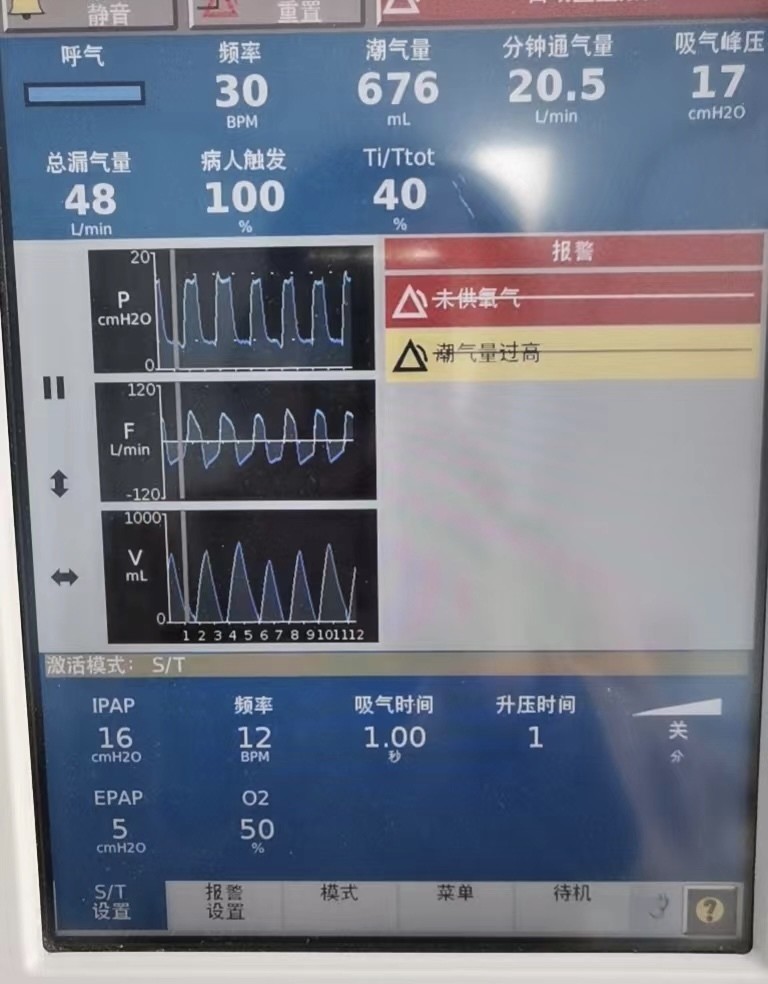 静音 重置
呼气 频率 潮气量 分钟通气量 吸气峰压
30 676 20.5 17
BPM mL L/min cmH2O
总漏气量 病人触发 Ti/Ttot
48 100 40
L/min % %
报警
未供氧气
潮气量过高
20
P
cmH2O
0
120
F
L/min
-120
1000
V
mL
0
1 2 3 4 5 6 7 8 9 10 11 12
激活模式: S/T
IPAP 频率 吸气时间 升压时间
16 12 1.00 1 关
cmH2O BPM 秒 分
EPAP O2
5 50
cmH2O %
S/T 报警 模式 菜单 待机
设置 设置 ?